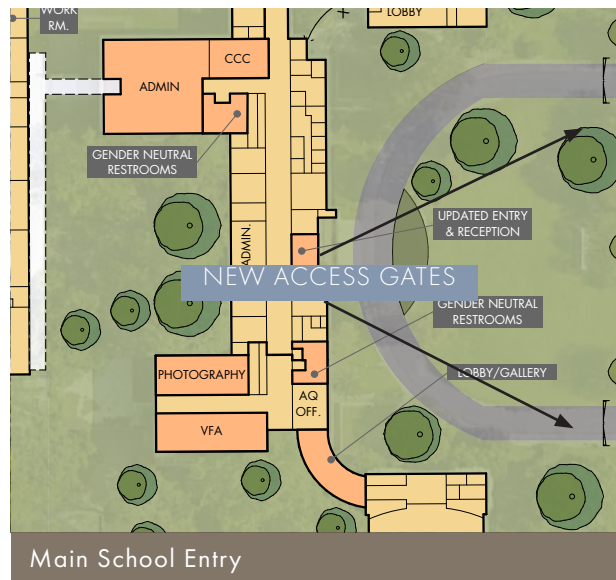 WORK
RM.
LOBBY
CCC
ADMIN
GENDER NEUTRAL
RESTROOMS
UPDATED ENTRY
& RECEPTION
ADMIN.
NEW ACCESS GATES
GENDER NEUTRAL
RESTROOMS
PHOTOGRAPHY
LOBBY/GALLERY
AQ
OFF.
VFA
Main School Entry